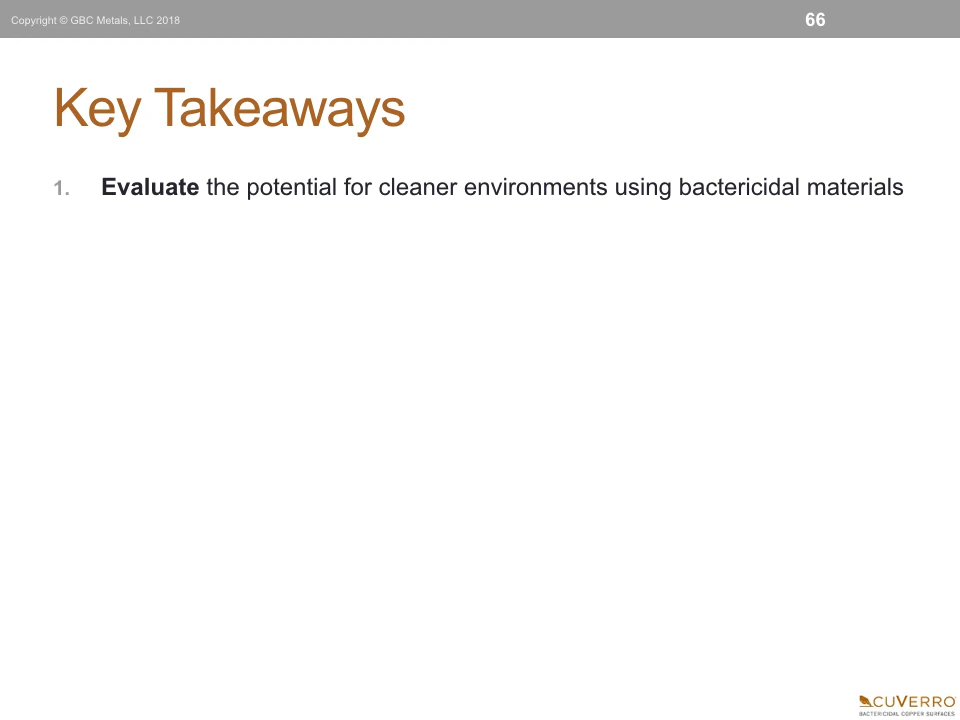 Copyright © GBC Metals, LLC 2018
66
Key Takeaways
1. Evaluate the potential for cleaner environments using bactericidal materials
CUVERRO
BACTERICIDAL COPPER SURFACES